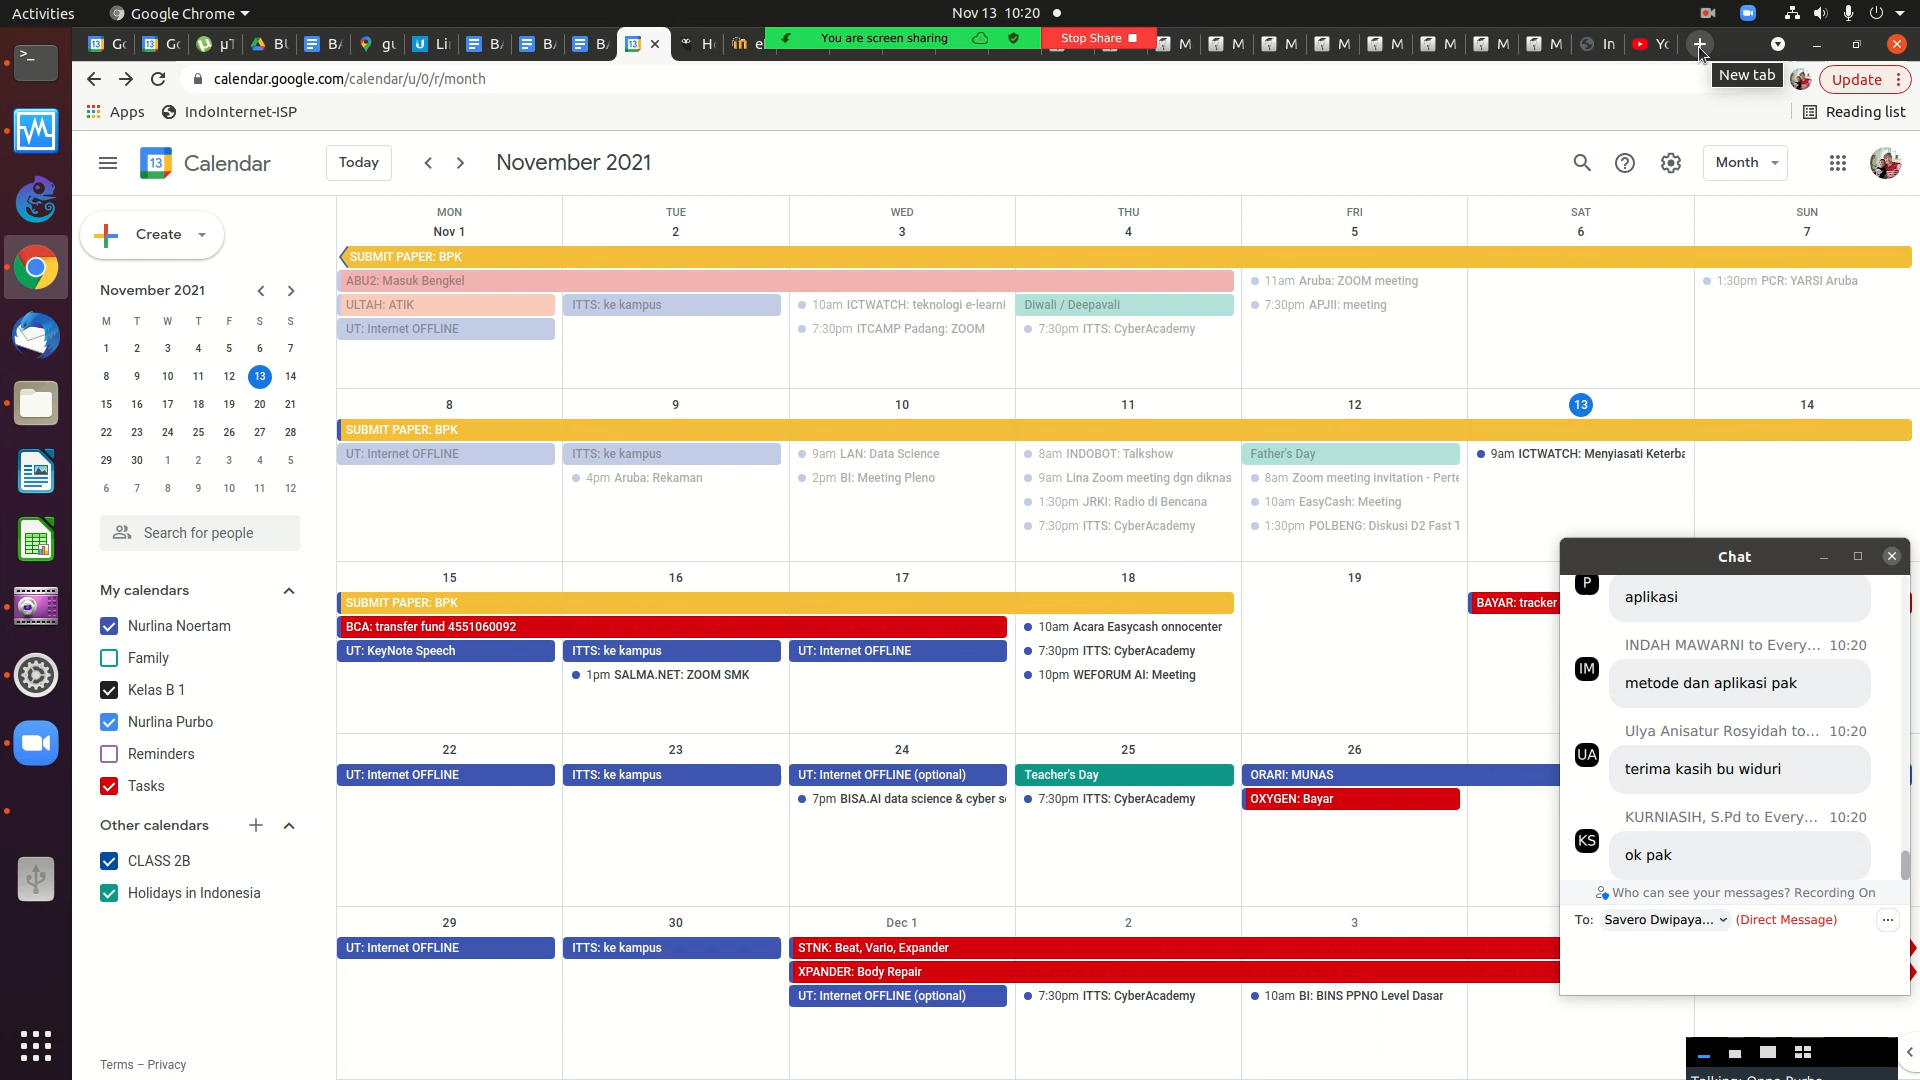 Activities
Google Chrome
Nov 13 10:20
You are screen sharing
Stop Share
New tab
calendar.google.com/calendar/u/0/r/month
Update
Apps
IndoInternet-ISP
Reading list
13
Calendar
Today
November 2021
Month
Create
MON TUE WED THU FRI SAT SUN
Nov 1 2 3 4 5 6 7
SUBMIT PAPER: BPK
ABU2: Masuk Bengkel
11am Aruba: ZOOM meeting
1:30pm PCR: YARSI Aruba
ULTAH: ATIK
ITTS: ke kampus
10am ICTWATCH: teknologi e-learni
Diwali / Deepavali
7:30pm APJII: meeting
UT: Internet OFFLINE
7:30pm ITCAMP Padang: ZOOM
7:30pm ITTS: CyberAcademy
November 2021
M T W T F S S
1 2 3 4 5 6 7
8 9 10 11 12 13 14
15 16 17 18 19 20 21
22 23 24 25 26 27 28
29 30 1 2 3 4 5
6 7 8 9 10 11 12
Search for people
My calendars
Nurlina Noertam
Family
Kelas B 1
Nurlina Purbo
Reminders
Tasks
Other calendars
CLASS 2B
Holidays in Indonesia
Terms – Privacy
8 9 10 11 12 13 14
SUBMIT PAPER: BPK
UT: Internet OFFLINE
ITTS: ke kampus
9am LAN: Data Science
8am INDOBOT: Talkshow
Father's Day
9am ICTWATCH: Menyiasati Keterba
4pm Aruba: Rekaman
2pm BI: Meeting Pleno
9am Lina Zoom meeting dgn diknas
8am Zoom meeting invitation - Perte
1:30pm JRKI: Radio di Bencana
10am EasyCash: Meeting
7:30pm ITTS: CyberAcademy
1:30pm POLBENG: Diskusi D2 Fast T
15 16 17 18 19
SUBMIT PAPER: BPK
BAYAR: tracker
BCA: transfer fund 4551060092
10am Acara Easycash onnocenter
UT: KeyNote Speech
ITTS: ke kampus
UT: Internet OFFLINE
7:30pm ITTS: CyberAcademy
1pm SALMA.NET: ZOOM SMK
10pm WEFORUM AI: Meeting
22 23 24 25 26
UT: Internet OFFLINE
ITTS: ke kampus
UT: Internet OFFLINE (optional)
Teacher's Day
ORARI: MUNAS
7pm BISA.AI data science & cyber s
7:30pm ITTS: CyberAcademy
OXYGEN: Bayar
29 30 Dec 1 2 3
UT: Internet OFFLINE
ITTS: ke kampus
STNK: Beat, Vario, Expander
XPANDER: Body Repair
UT: Internet OFFLINE (optional)
7:30pm ITTS: CyberAcademy
10am BI: BINS PPNO Level Dasar
Chat
P
aplikasi
INDAH MAWARNI to Every... 10:20
IM
metode dan aplikasi pak
Ulya Anisatur Rosyidah to... 10:20
UA
terima kasih bu widuri
KURNIASIH, S.Pd to Every... 10:20
KS
ok pak
Who can see your messages? Recording On
To: Savero Dwipaya... (Direct Message)